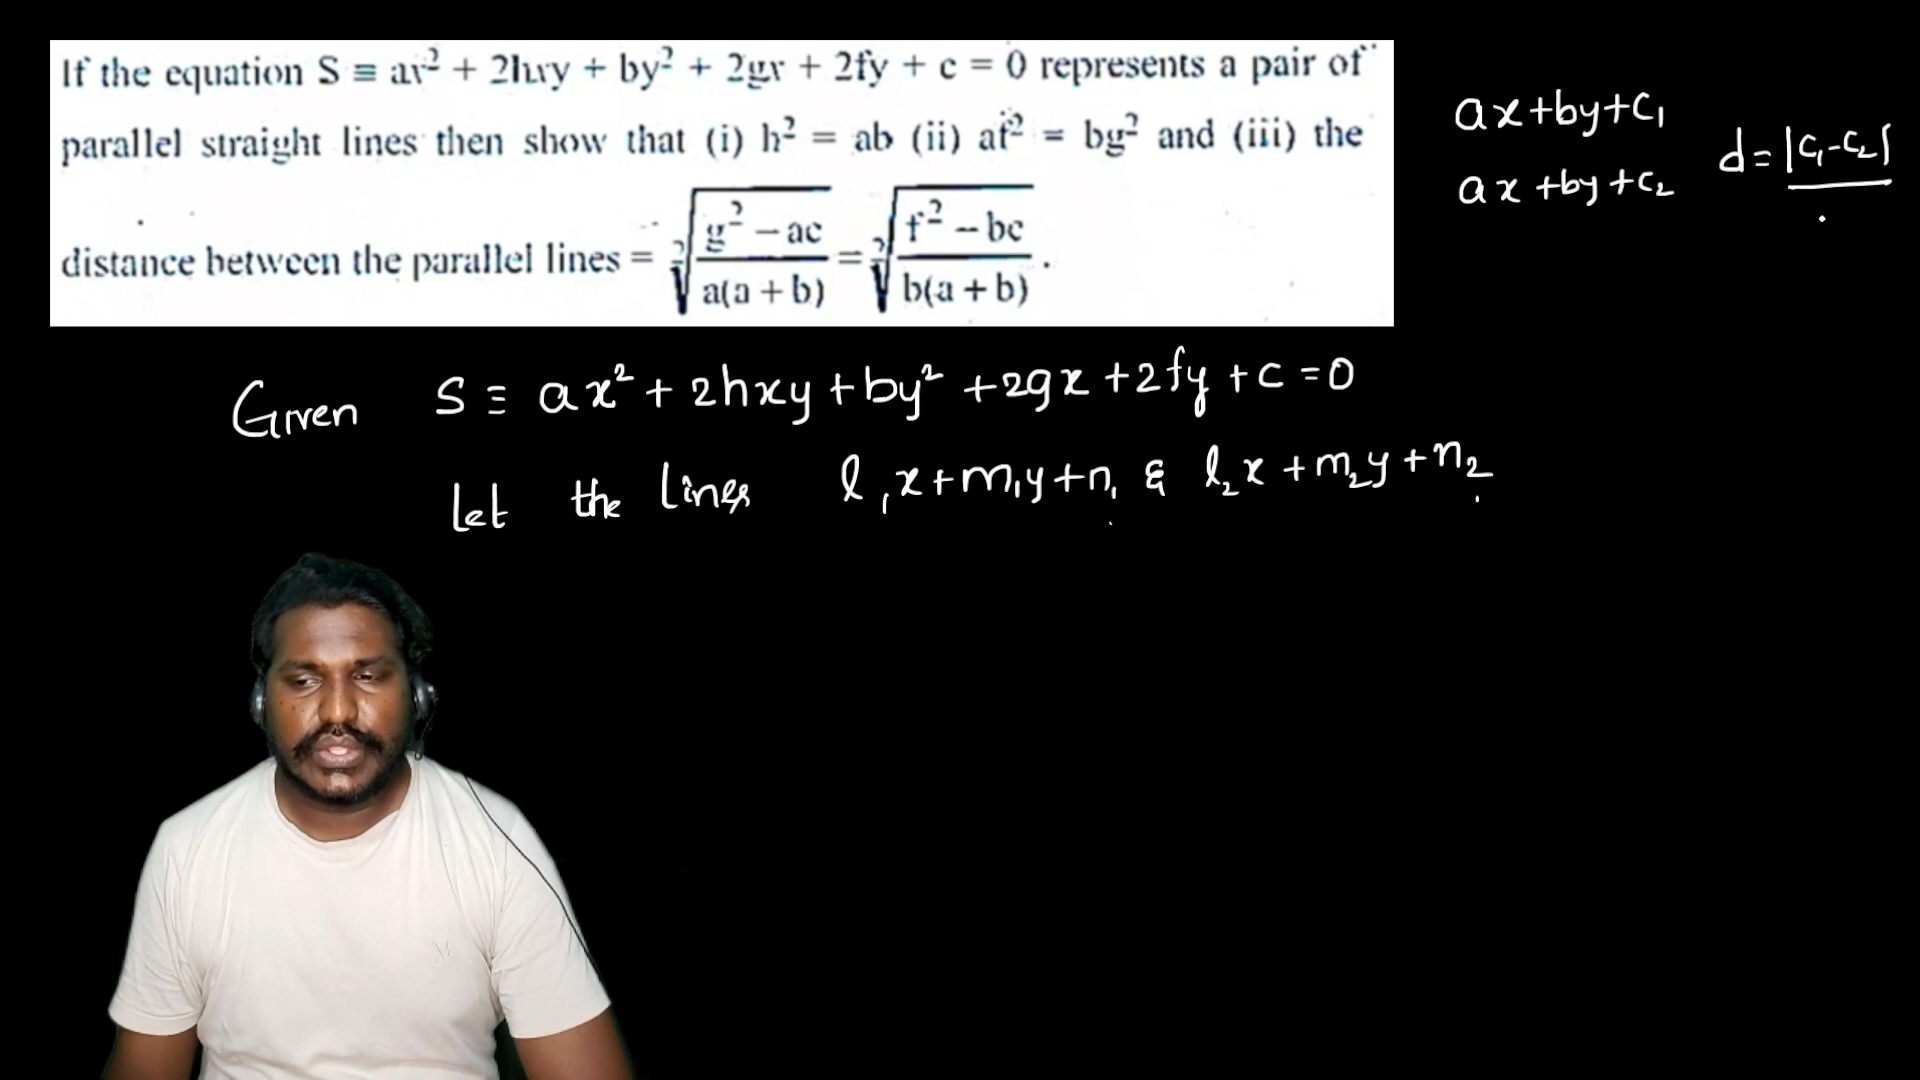 If the equation S ≡ ax² + 2hxy + by² + 2gx + 2fy + c = 0 represents a pair of
parallel straight lines then show that (i) h² = ab (ii) af² = bg² and (iii) the
distance between the parallel lines = 2√((g² − ac)/(a(a + b))) = 2√((f² − bc)/(b(a + b))).
ax+by+c₁
ax+by+c₂
d = |c₁-c₂|
Given S ≡ ax² + 2hxy + by² + 2gx + 2fy + c = 0
Let the lines l₁x+m₁y+n₁ & l₂x+m₂y+n₂